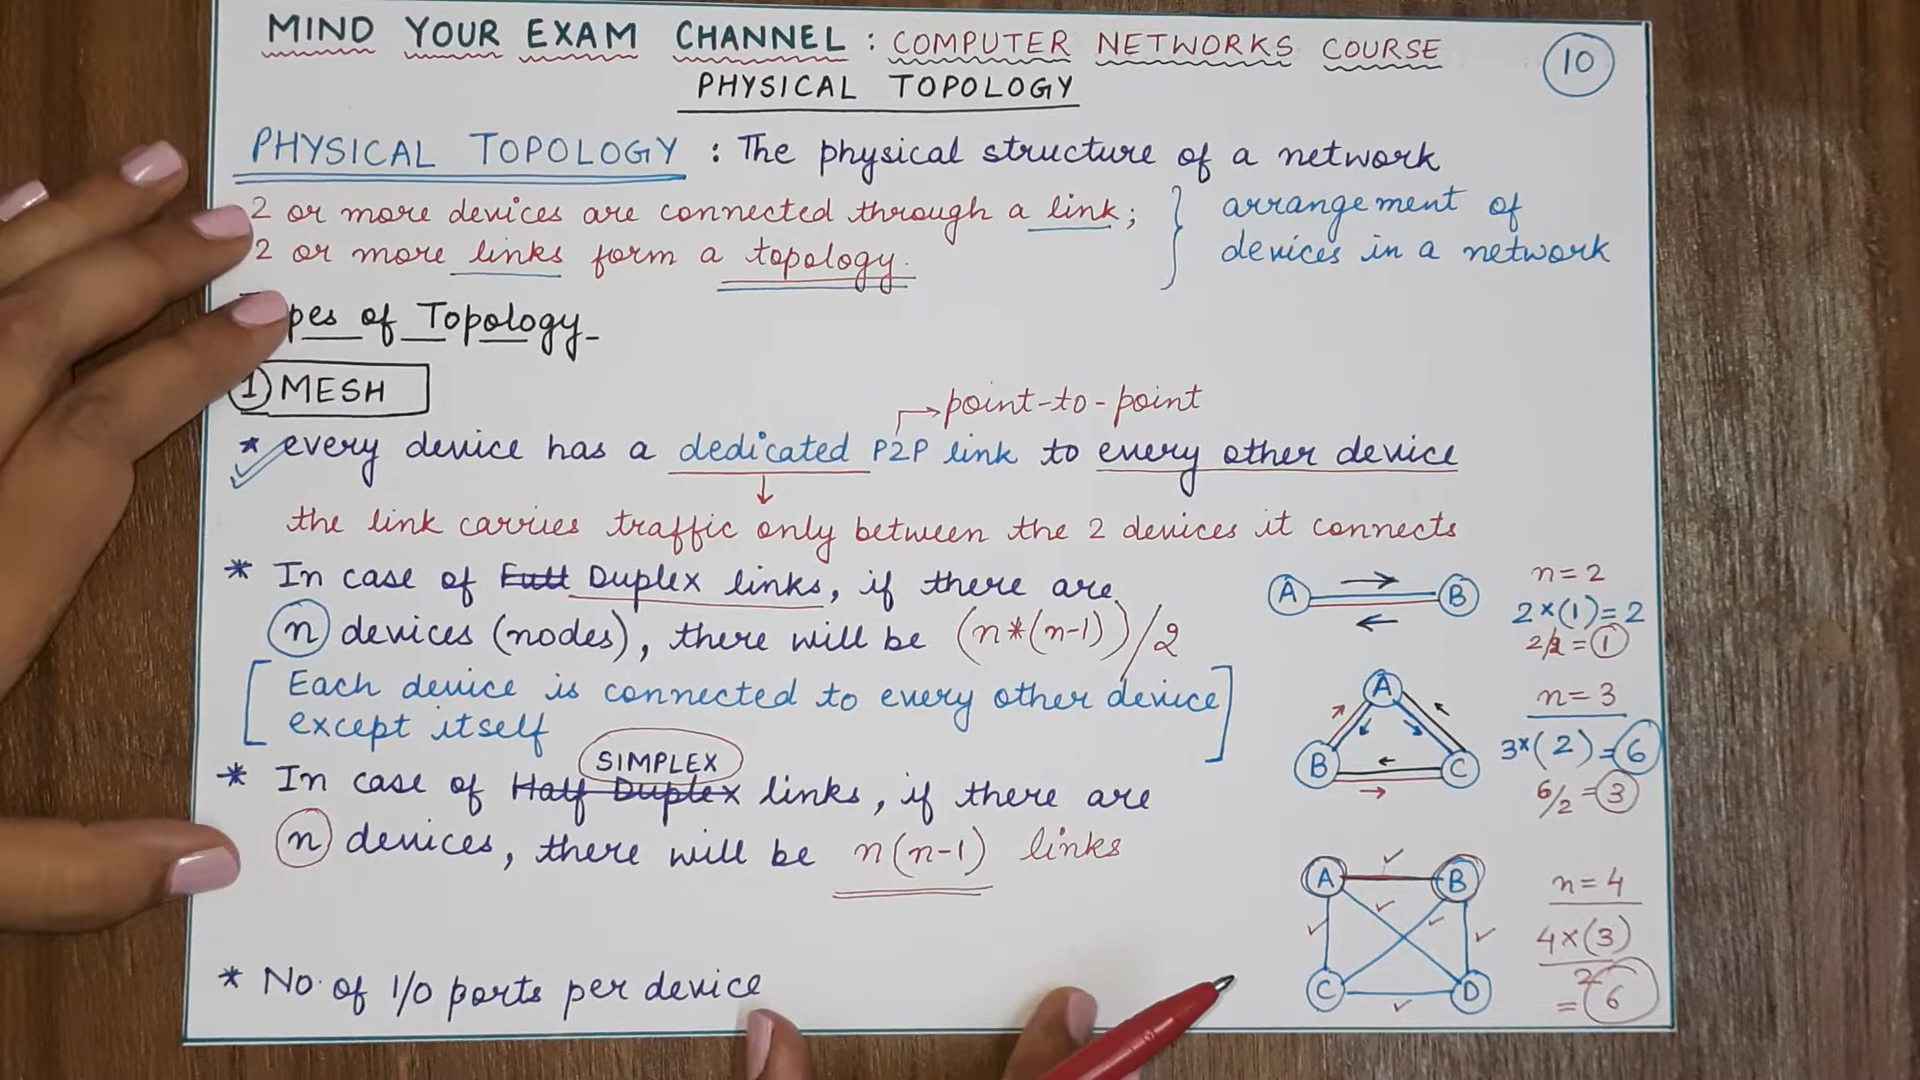 MIND YOUR EXAM CHANNEL : COMPUTER NETWORKS COURSE
10
PHYSICAL TOPOLOGY
PHYSICAL TOPOLOGY : The physical structure of a network
2 or more devices are connected through a link;
2 or more links form a topology.
arrangement of
devices in a network
pes of Topology
1 MESH
point-to-point
* every device has a dedicated P2P link to every other device
the link carries traffic only between the 2 devices it connects
* In case of Full Duplex links, if there are
n devices (nodes), there will be (n*(n-1))/2
[Each device is connected to every other device
except itself]
SIMPLEX
* In case of Half Duplex links, if there are
n devices, there will be n(n-1) links
* No. of I/O ports per device
A B
n=2
2×(1)=2
2/2=1
A
B C
n=3
3×(2)=6
6/2=3
A B
C D
n=4
4×(3)
2
=6